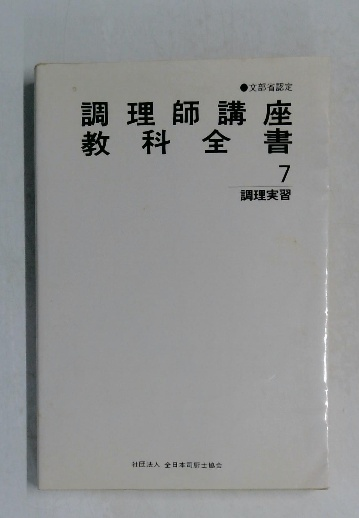 ●文部省認定
調理師講座
教科全書
7
調理実習
社団法人 全日本司厨士協会